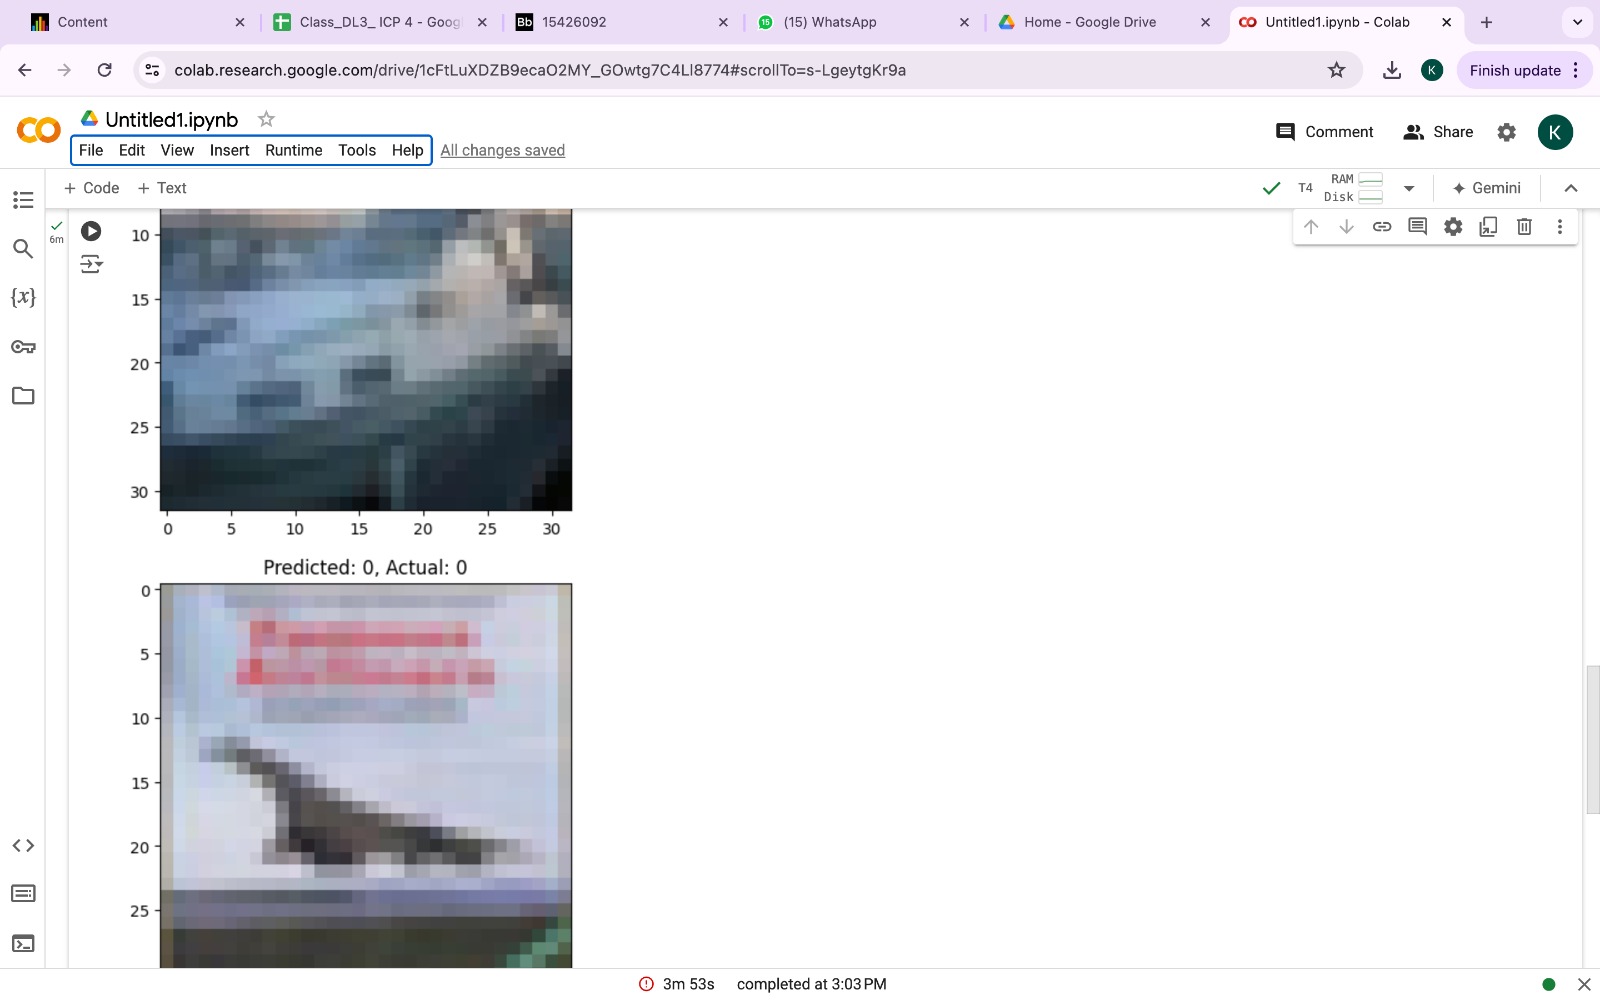 Content
Class_DL3_ ICP 4 - Goog
Bb 15426092
15 (15) WhatsApp
Home - Google Drive
Untitled1.ipynb - Colab
colab.research.google.com/drive/1cFtLuXDZB9ecaO2MY_GOwtg7C4Ll8774#scrollTo=s-LgeytgKr9a
K
Finish update
Untitled1.ipynb
File Edit View Insert Runtime Tools Help All changes saved
Comment
Share
K
+ Code + Text
T4
RAM
Disk
Gemini
{x}
6m
10
15
20
25
30
0 5 10 15 20 25 30
Predicted: 0, Actual: 0
0
5
10
15
20
25
3m 53s completed at 3:03 PM